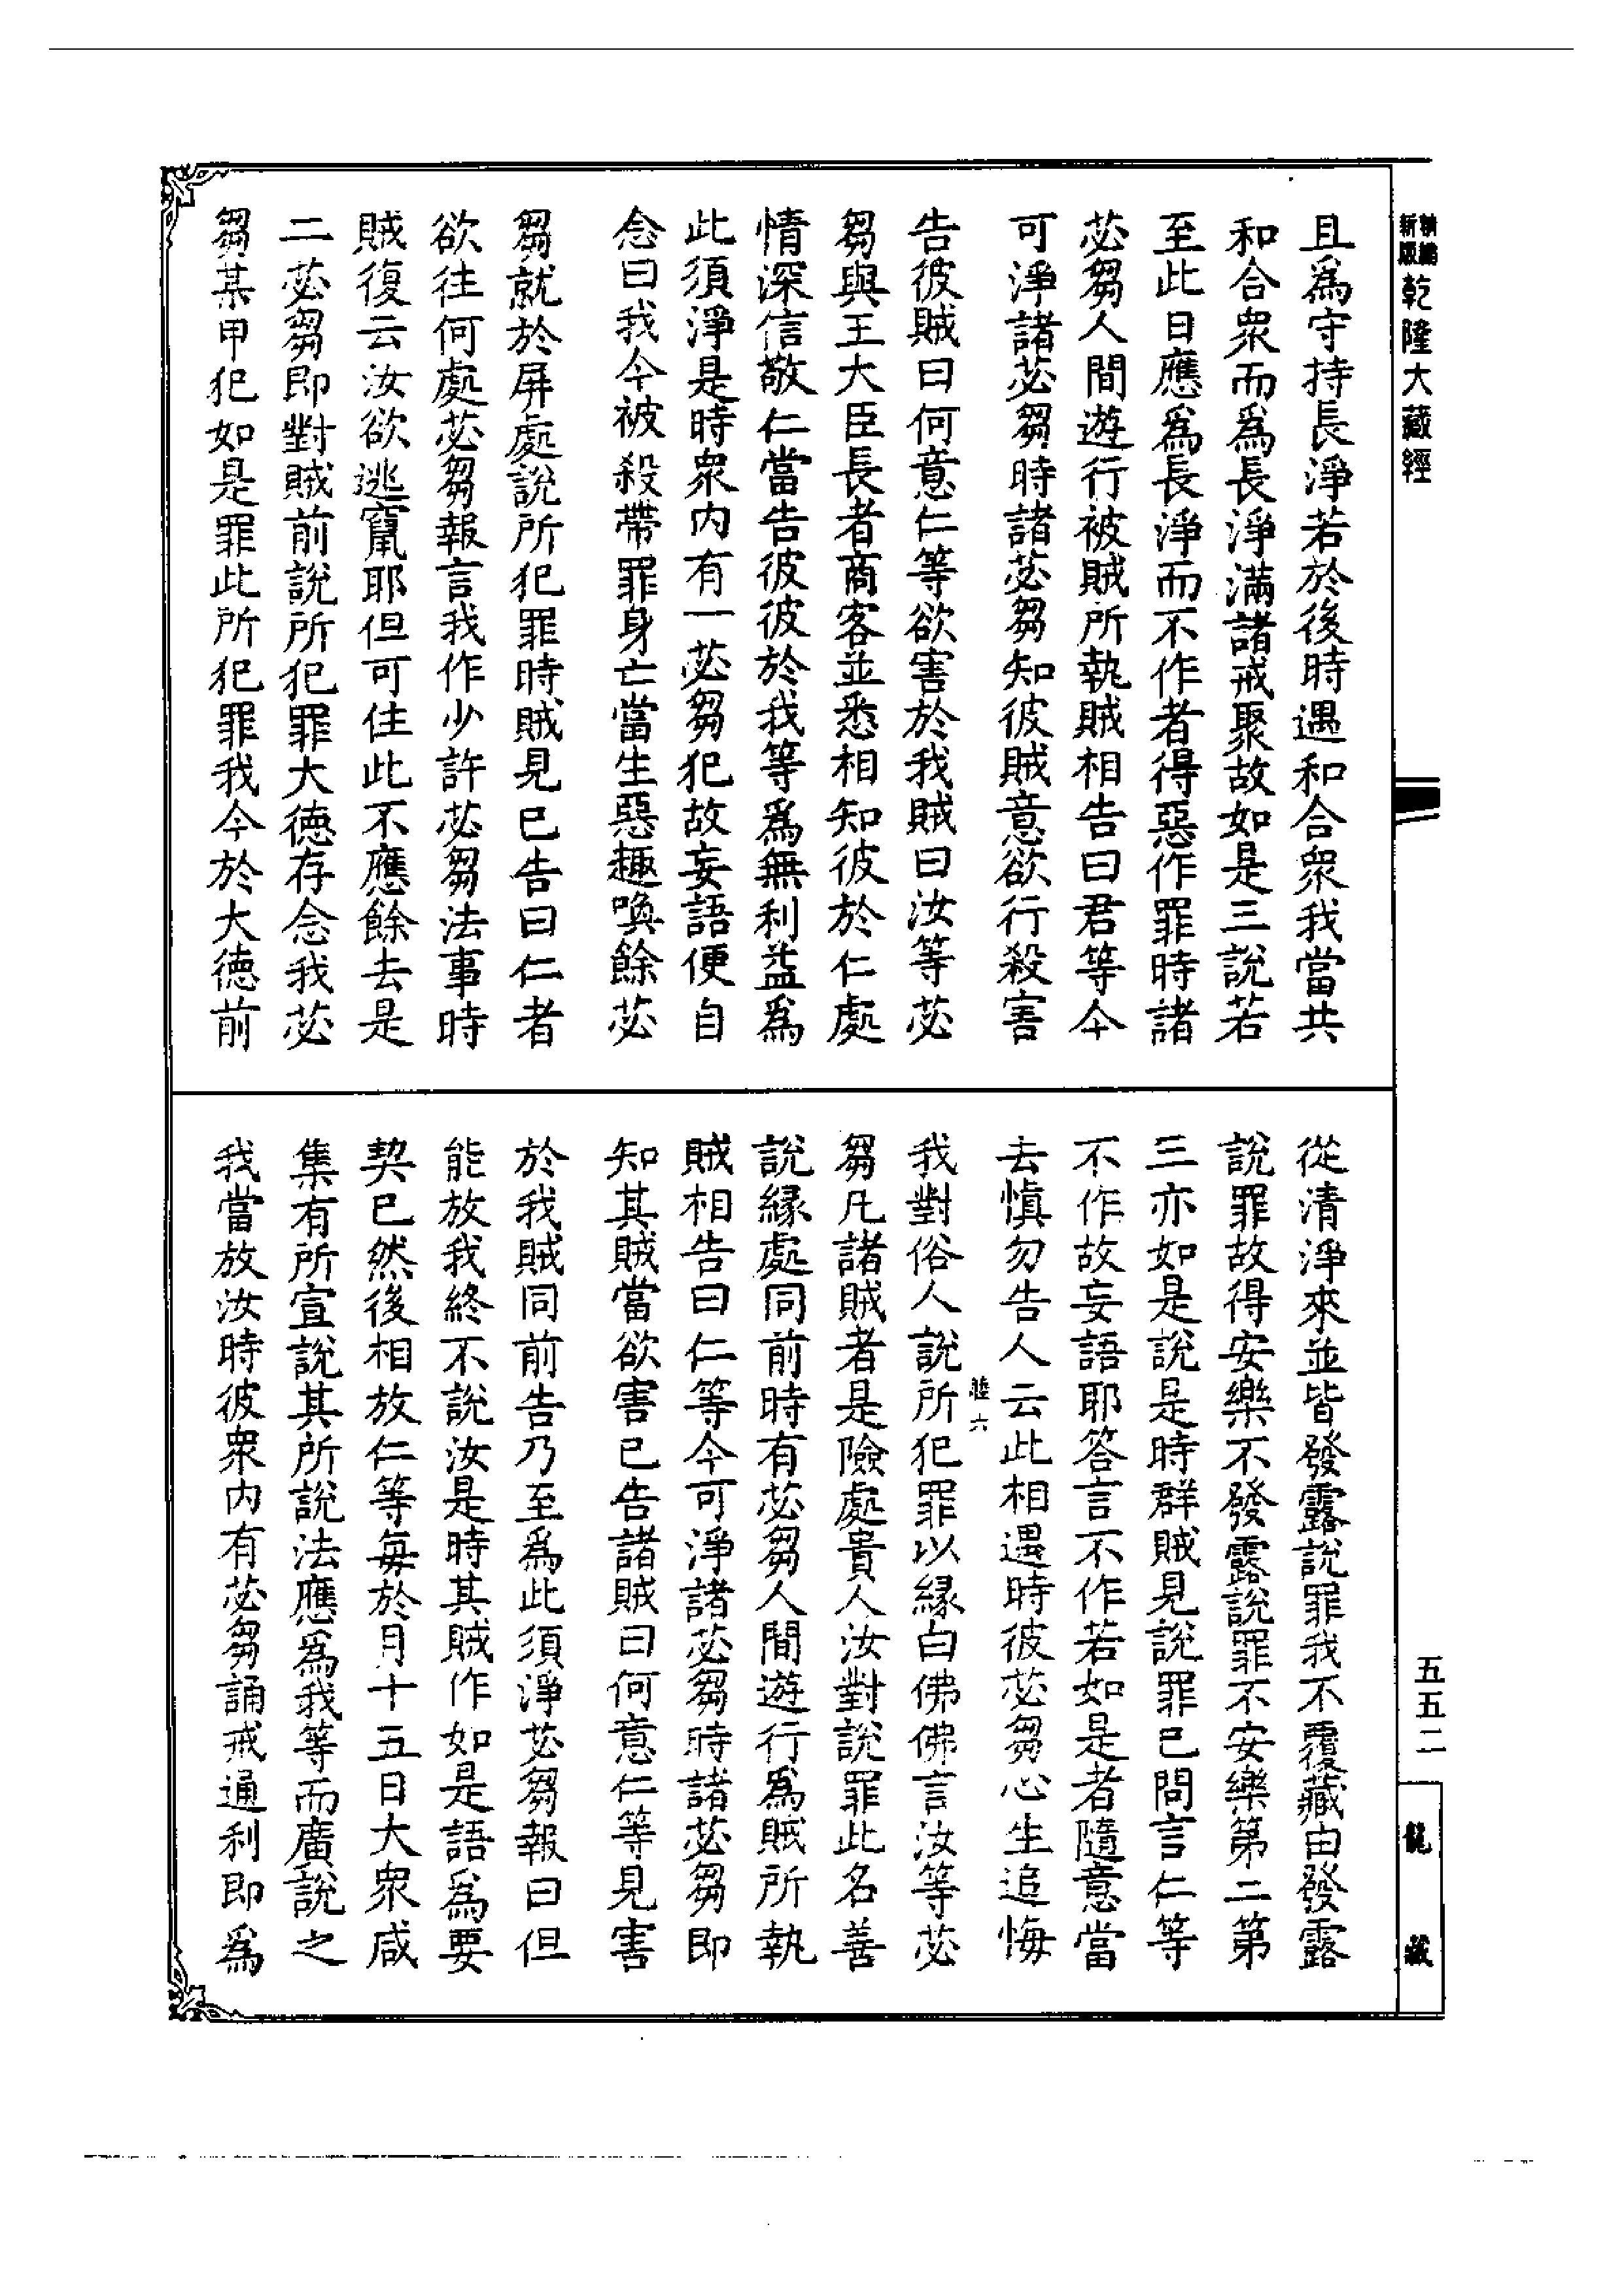 新編
新版
乾隆大藏經
五五二
龍藏
且爲守持長淨若於後時遇和合衆我當共
和合衆而爲長淨滿諸戒聚故如是三說若
至此日應爲長淨而不作者得惡作罪時諸
苾芻人間遊行被賊所執賊相告曰君等今
可淨諸苾芻時諸苾芻知彼賊意欲行殺害
告彼賊曰何意仁等欲害於我賊曰汝等苾
芻與王大臣長者商客並悉相知彼於仁處
情深信敬仁當告彼彼於我等爲無利益爲
此須淨是時衆内有一苾芻犯故妄語便自
念曰我今被殺帶罪身亡當生惡趣喚餘苾
芻就於屏處說所犯罪時賊見已告曰仁者
欲往何處苾芻報言我作少許苾芻法事時
賊復云汝欲逃竄耶但可住此不應餘去是
二苾芻即對賊前說所犯罪大德存念我苾
芻某甲犯如是罪此所犯罪我今於大德前
從清淨來並皆發露說罪我不覆藏由發露
說罪故得安樂不發露說罪不安樂第二第
三亦如是說是時群賊見說罪已問言仁等
不作故妄語耶答言不作若如是者隨意當
去慎勿告人云此相遇時彼苾芻心生追悔
我對俗人說所犯罪以縁白佛佛言汝等苾
芻凡諸賊者是險處貴人汝對說罪此名善
說縁處同前時有苾芻人間遊行爲賊所執
賊相告曰仁等今可淨諸苾芻時諸苾芻即
知其賊當欲害已告諸賊曰何意仁等見害
於我賊同前告乃至爲此須淨苾芻報曰但
能放我終不說汝是時其賊作如是語爲要
契已然後相放仁等每於月十五日大衆咸
集有所宣說其所說法應爲我等而廣說之
我當放汝時彼衆内有苾芻誦戒通利即爲